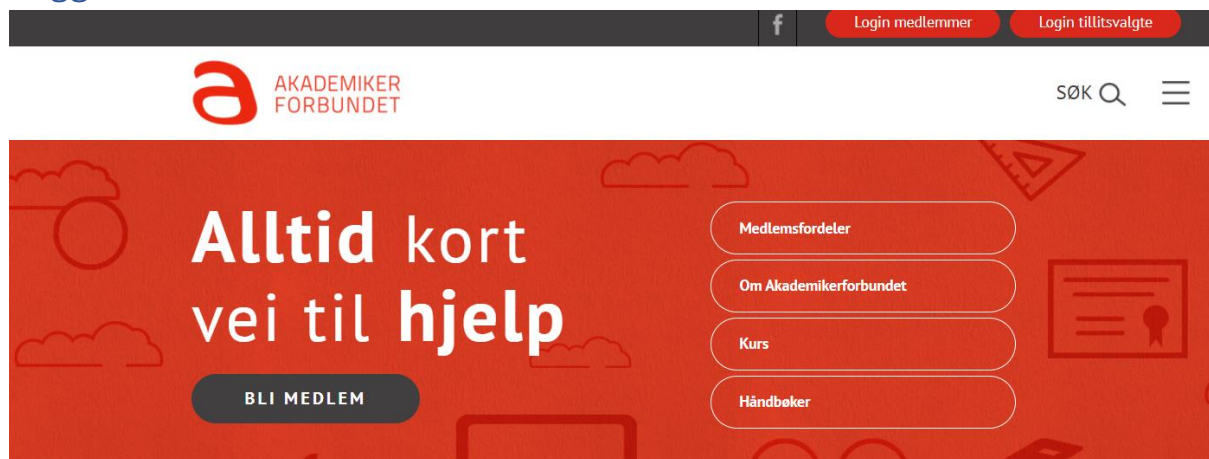 Login medlemmer
Login tillitsvalgte
AKADEMIKER
FORBUNDET
SØK
Alltid kort
vei til hjelp
BLI MEDLEM
Medlemsfordeler
Om Akademikerforbundet
Kurs
Håndbøker